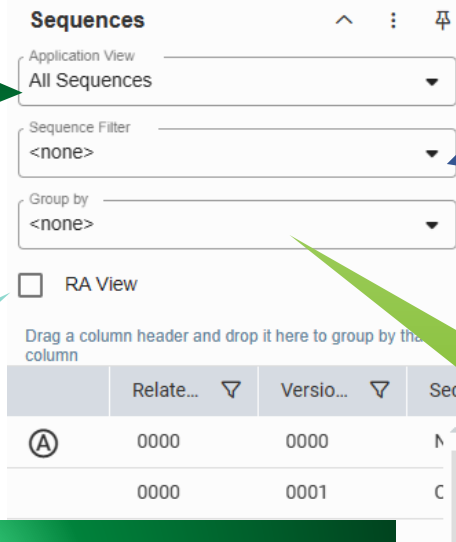 Sequences
Application View
All Sequences
Sequence Filter
<none>
Group by
<none>
RA View
Drag a column header and drop it here to group by
column
Relate... Versio...
A 0000 0000
0000 0001